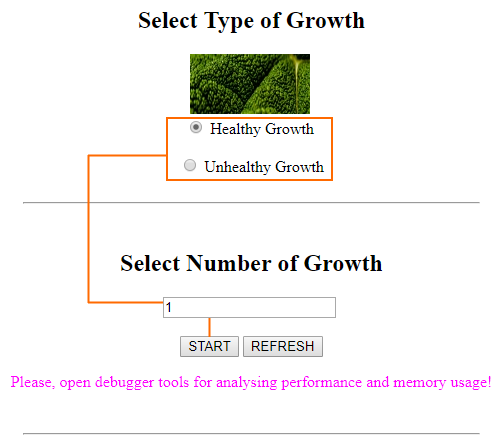 Select Type of Growth
Healthy Growth
Unhealthy Growth
Select Number of Growth
1
START REFRESH
Please, open debugger tools for analysing performance and memory usage!